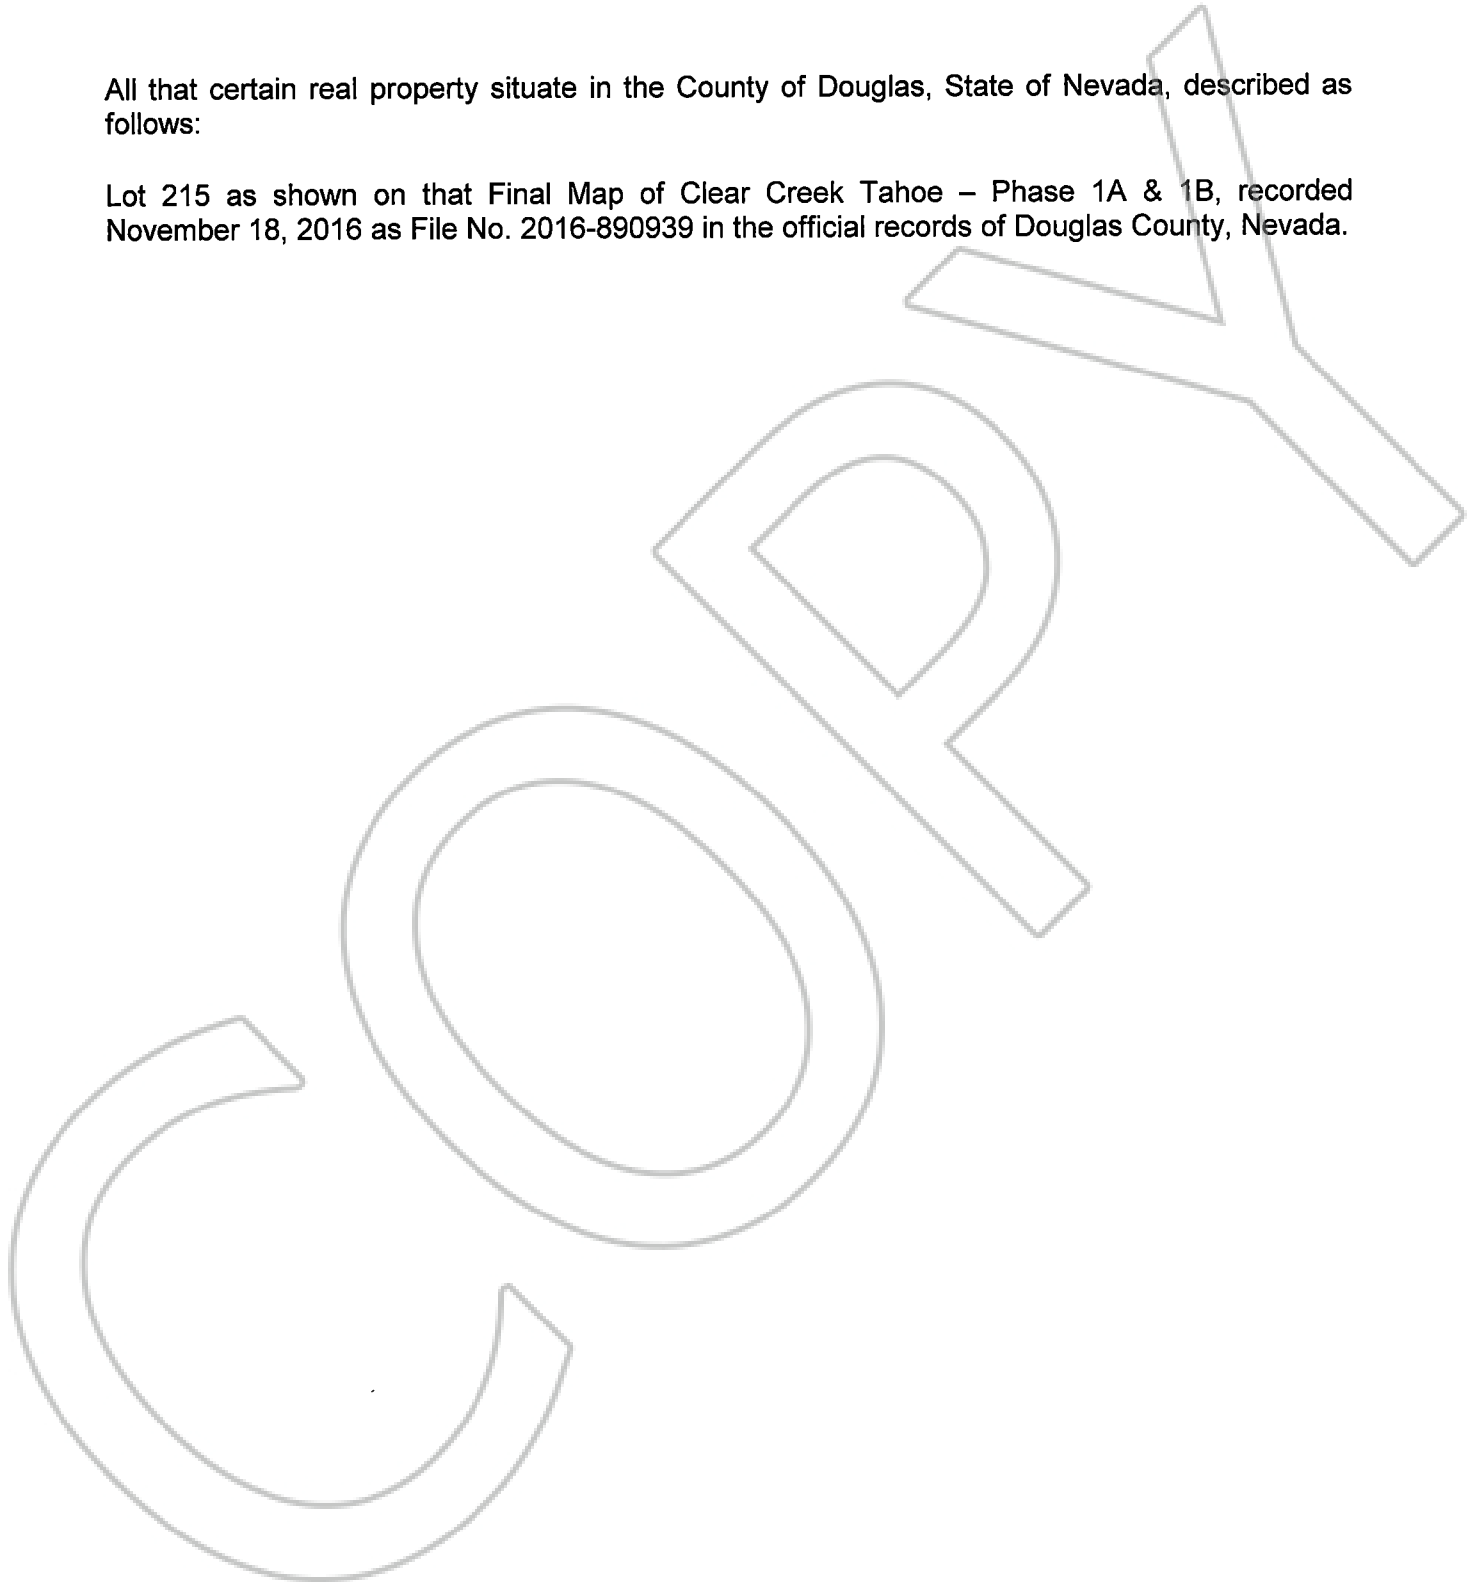 All that certain real property situate in the County of Douglas, State of Nevada, described as
follows:
Lot 215 as shown on that Final Map of Clear Creek Tahoe – Phase 1A & 1B, recorded
November 18, 2016 as File No. 2016-890939 in the official records of Douglas County, Nevada.
COPY